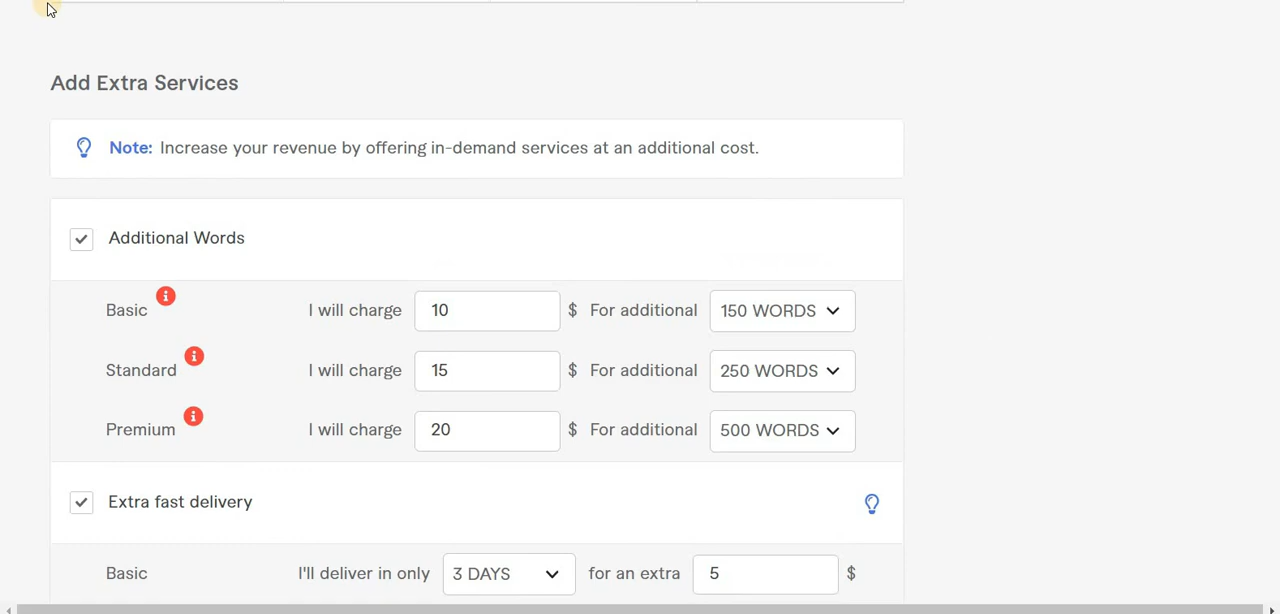 Add Extra Services
Note: Increase your revenue by offering in-demand services at an additional cost.
Additional Words
Basic I will charge 10 $ For additional 150 WORDS
Standard I will charge 15 $ For additional 250 WORDS
Premium I will charge 20 $ For additional 500 WORDS
Extra fast delivery
Basic I'll deliver in only 3 DAYS for an extra 5 $